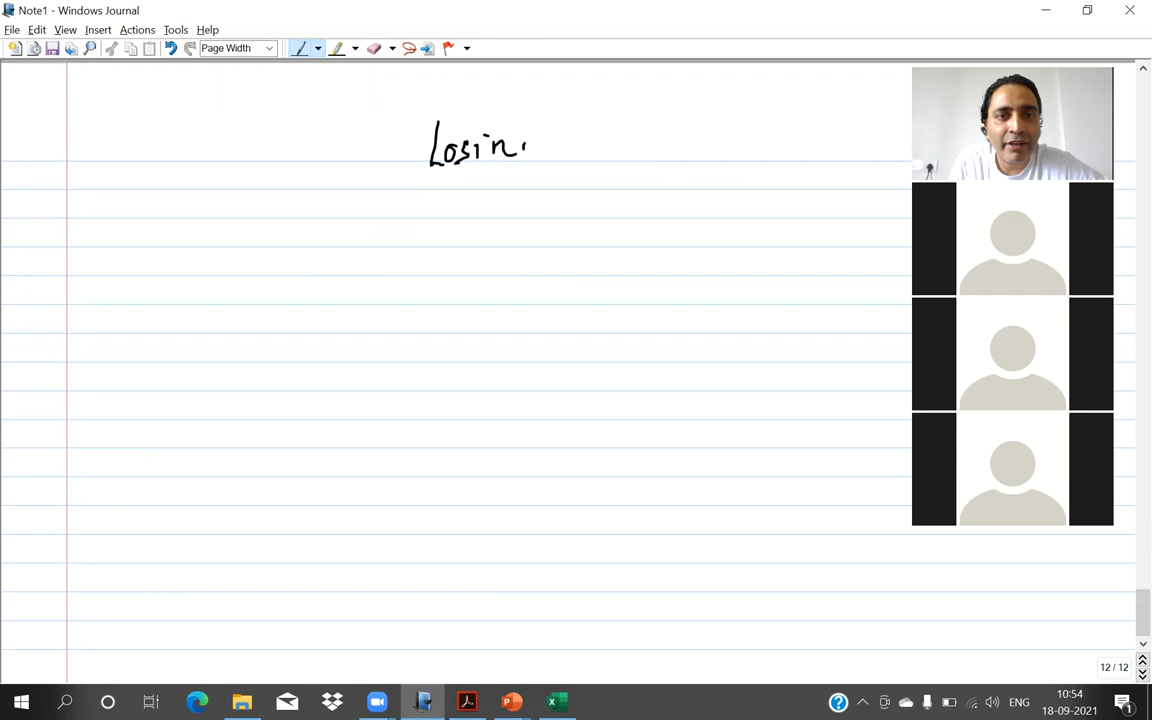 Note1 - Windows Journal
File Edit View Insert Actions Tools Help
Page Width
Losin.
12 / 12
ENG
10:54
18-09-2021
1